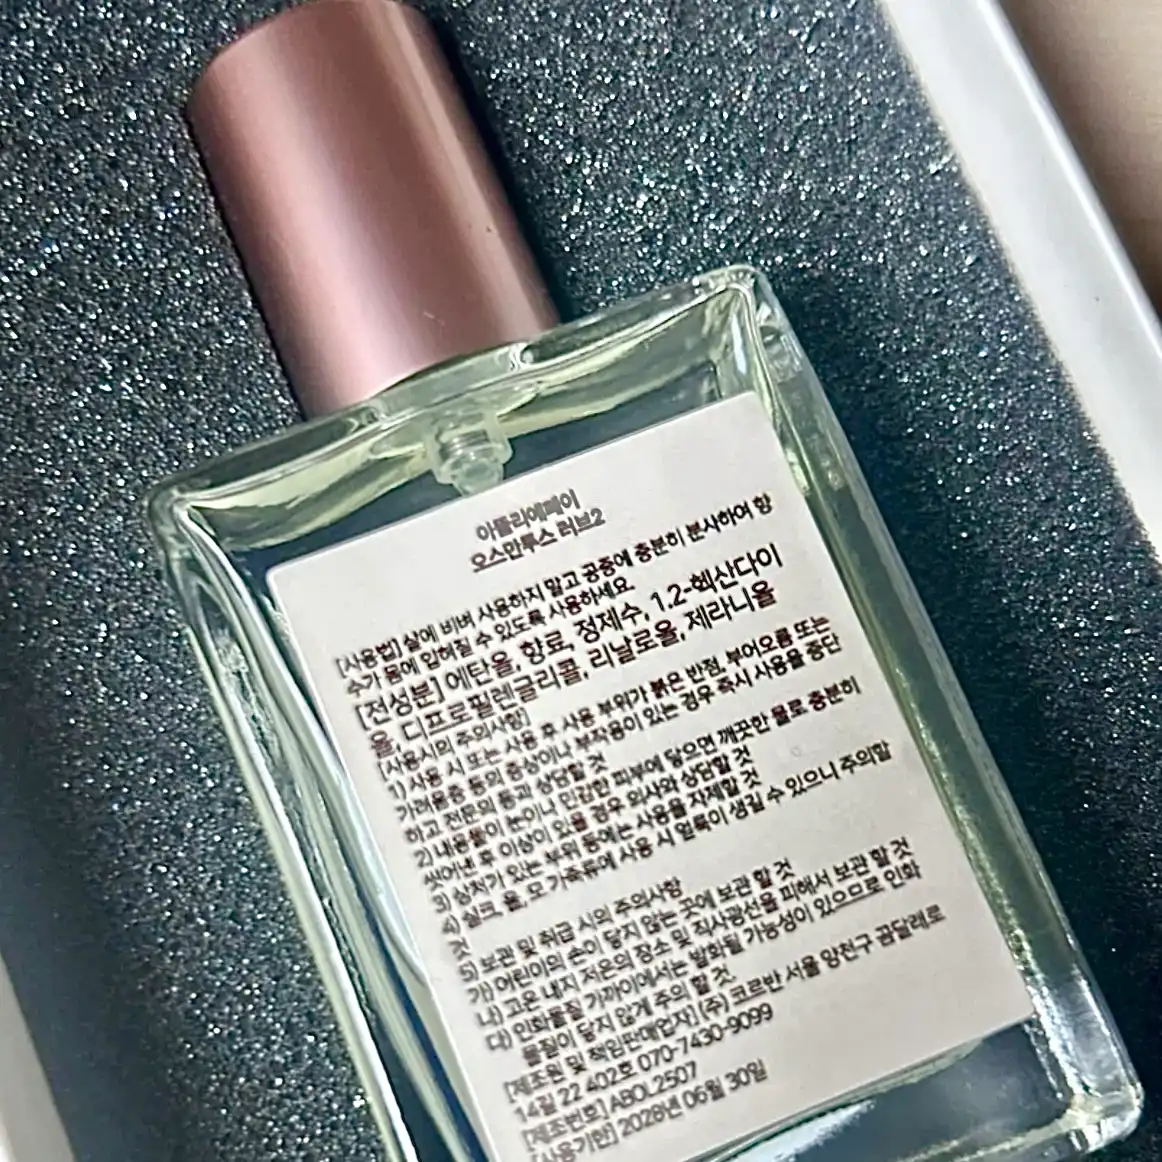 아뜰리에페이
오스만투스 러브2
[사용법] 살에 비벼 사용하지 말고 공중에 충분히 분사하여 향
수가 몸에 입혀질 수 있도록 사용하세요
[전성분] 에탄올, 향료, 정제수, 1.2-헥산다이
올, 디프로필렌글리콜, 리날로올, 제라니올
[사용시의 주의사항]
1) 사용 시 또는 사용 후 사용 부위가 붉은 반점, 부어오름 또는
가려움증 등의 증상이나 부작용이 있는 경우 즉시 사용을 중단
하고 전문의 등과 상담할 것
2) 내용물이 눈이나 민감한 피부에 닿으면 깨끗한 물로 충분히
씻어낸 후 이상이 있을 경우 의사와 상담할 것
3) 상처가 있는 부위 등에는 사용을 자제할 것
4) 실크, 울, 모 가죽류에 사용 시 얼룩이 생길 수 있으니 주의할
것
5) 보관 및 취급 시의 주의사항
가) 어린이의 손이 닿지 않는 곳에 보관 할 것
나) 고온 내지 저온의 장소 및 직사광선을 피해서 보관 할 것
다) 인화물질 가까이에서는 발화될 가능성이 있으므로 인화
물질이 닿지 않게 주의 할 것.
[제조원 및 책임판매업자] (주) 코르반 서울 양천구 곰달래로
14길 22 402호 070-7430-9099
[제조번호] ABOL2507
[사용기한] 2028년 06월 30일